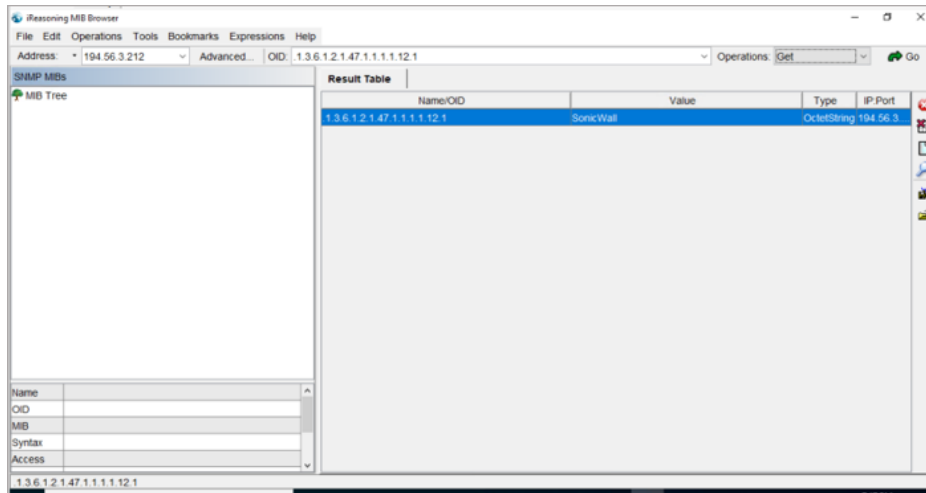 iReasoning MIB Browser
File Edit Operations Tools Bookmarks Expressions Help
Address: 194.56.3.212 Advanced... OID: .1.3.6.1.2.1.47.1.1.1.1.12.1 Operations: Get Go
SNMP MIBs
MIB Tree
Result Table
Name/OID Value Type IP:Port
.1.3.6.1.2.1.47.1.1.1.1.12.1 SonicWall OctetString 194.56.3....
Name
OID
MIB
Syntax
Access
.1.3.6.1.2.1.47.1.1.1.1.12.1